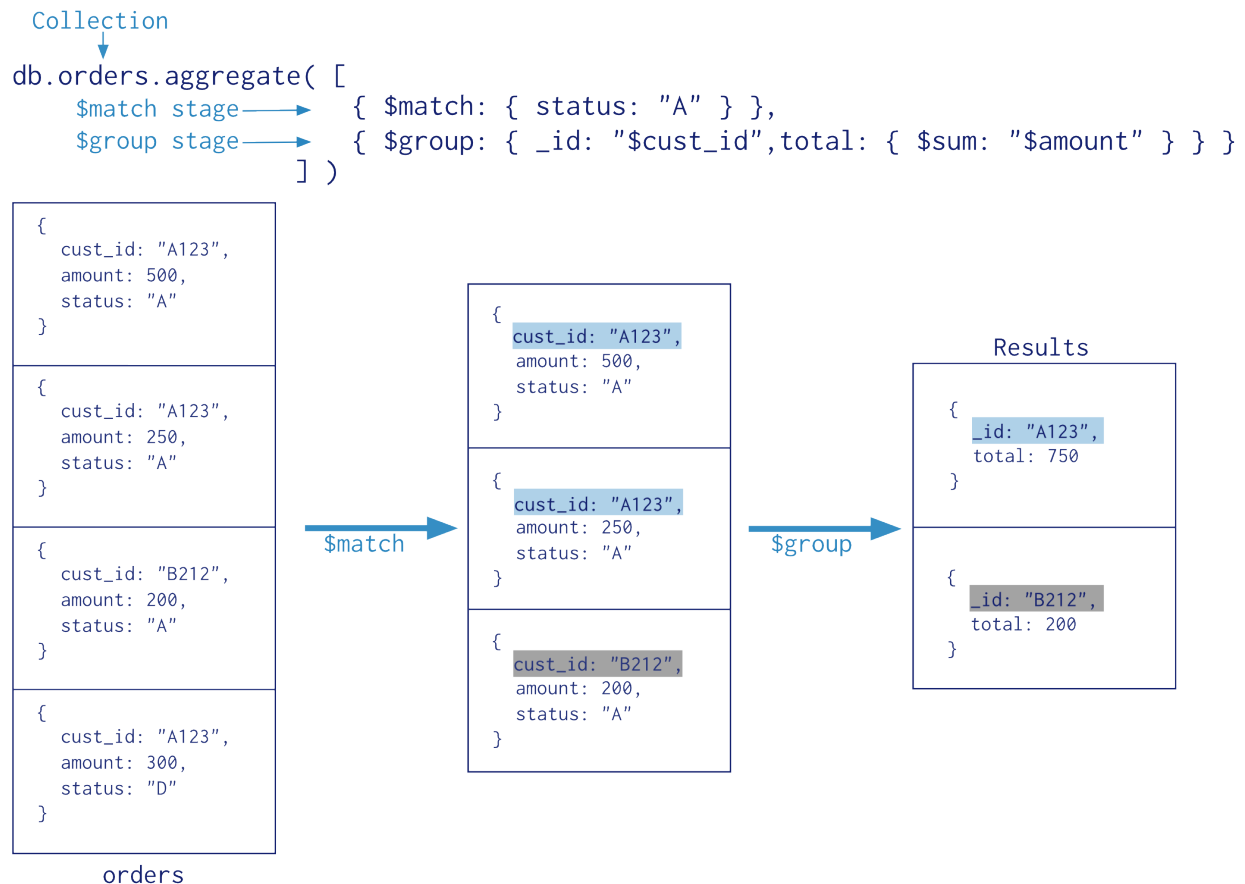 Collection
db.orders.aggregate( [
$match stage
{ $match: { status: "A" } },
$group stage
{ $group: { _id: "$cust_id",total: { $sum: "$amount" } } }
] )
{
cust_id: "A123",
amount: 500,
status: "A"
}
{
cust_id: "A123",
amount: 250,
status: "A"
}
{
cust_id: "B212",
amount: 200,
status: "A"
}
{
cust_id: "A123",
amount: 300,
status: "D"
}
orders
$match
{
cust_id: "A123",
amount: 500,
status: "A"
}
{
cust_id: "A123",
amount: 250,
status: "A"
}
{
cust_id: "B212",
amount: 200,
status: "A"
}
$group
Results
{
_id: "A123",
total: 750
}
{
_id: "B212",
total: 200
}